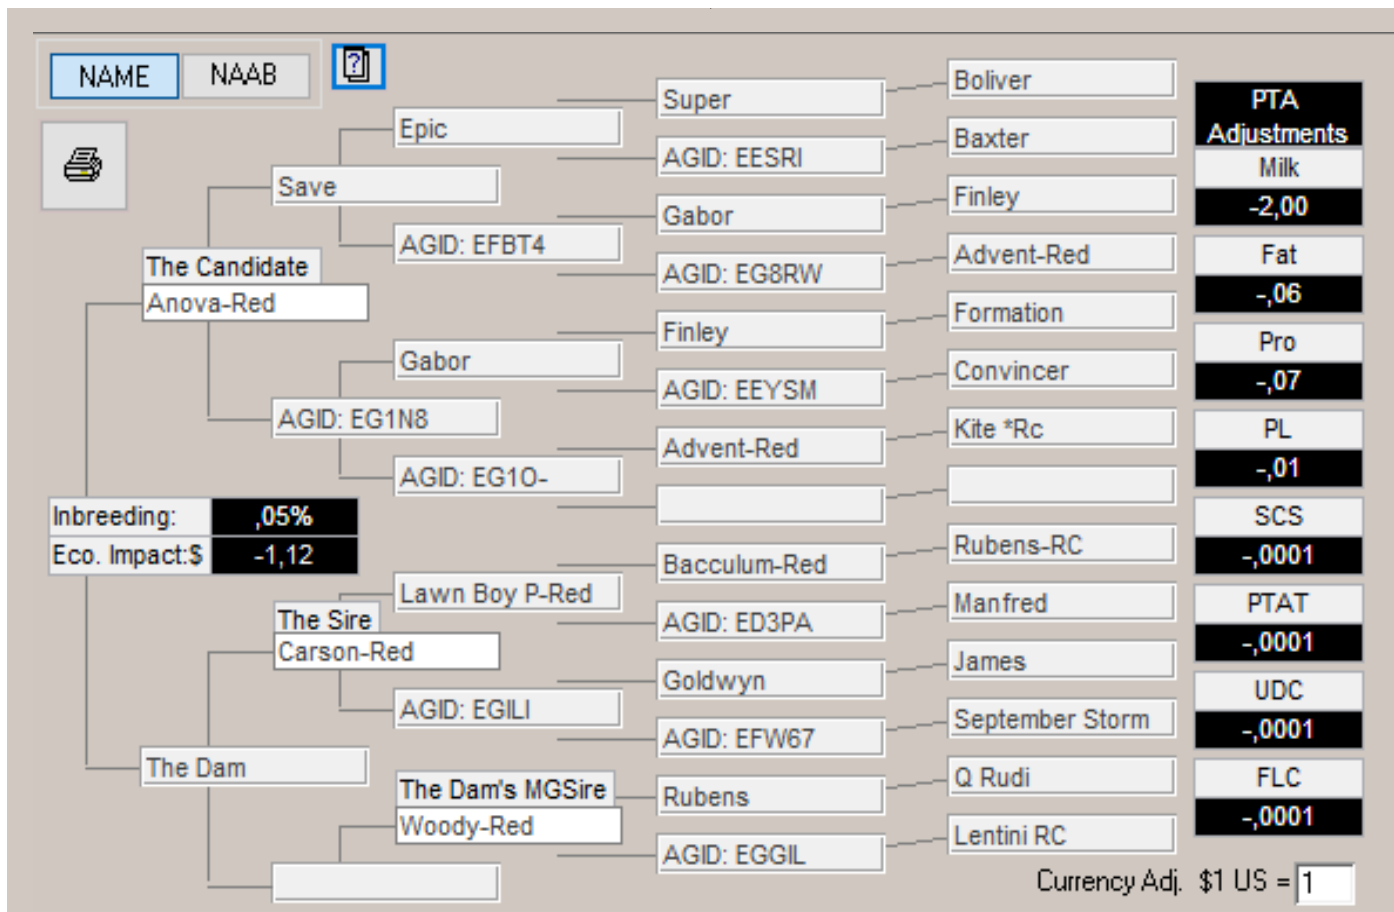 NAME
NAAB
Super
Boliver
PTA
Adjustments
Epic
AGID: EESRI
Baxter
Milk
-2,00
Save
Gabor
Finley
AGID: EFBT4
AGID: EG8RW
Advent-Red
Fat
-,06
The Candidate
Anova-Red
Finley
Formation
Pro
-,07
Gabor
AGID: EEYSM
Convincer
AGID: EG1N8
Advent-Red
Kite *Rc
PL
-,01
AGID: EG1O-
Inbreeding: ,05%
Eco. Impact:$ -1,12
SCS
-,0001
Bacculum-Red
Rubens-RC
Lawn Boy P-Red
AGID: ED3PA
Manfred
PTAT
-,0001
The Sire
Carson-Red
Goldwyn
James
UDC
-,0001
AGID: EGILI
AGID: EFW67
September Storm
The Dam
The Dam's MGSire
Woody-Red
Rubens
Q Rudi
FLC
-,0001
AGID: EGGIL
Lentini RC
Currency Adj. $1 US = 1